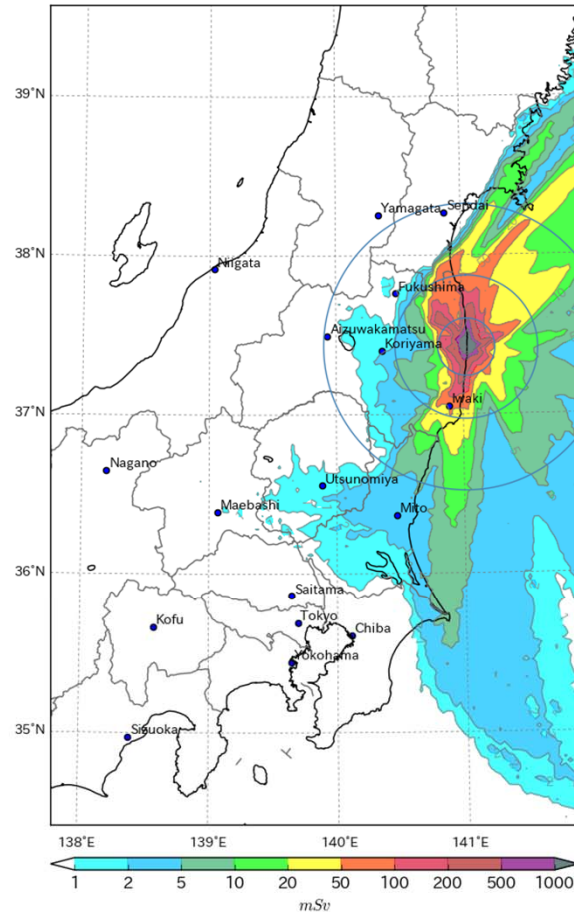 39°N
Yamagata
Sendai
38°N
Niigata
Fukushima
Aizuwakamatsu
Koriyama
37°N
Iwaki
Nagano
Utsunomiya
Maebashi
Mito
36°N
Saitama
Kofu
Tokyo
Chiba
Yokohama
35°N
Sizuoka
138°E 139°E 140°E 141°E
1 2 5 10 20 50 100 200 500 1000
mSv